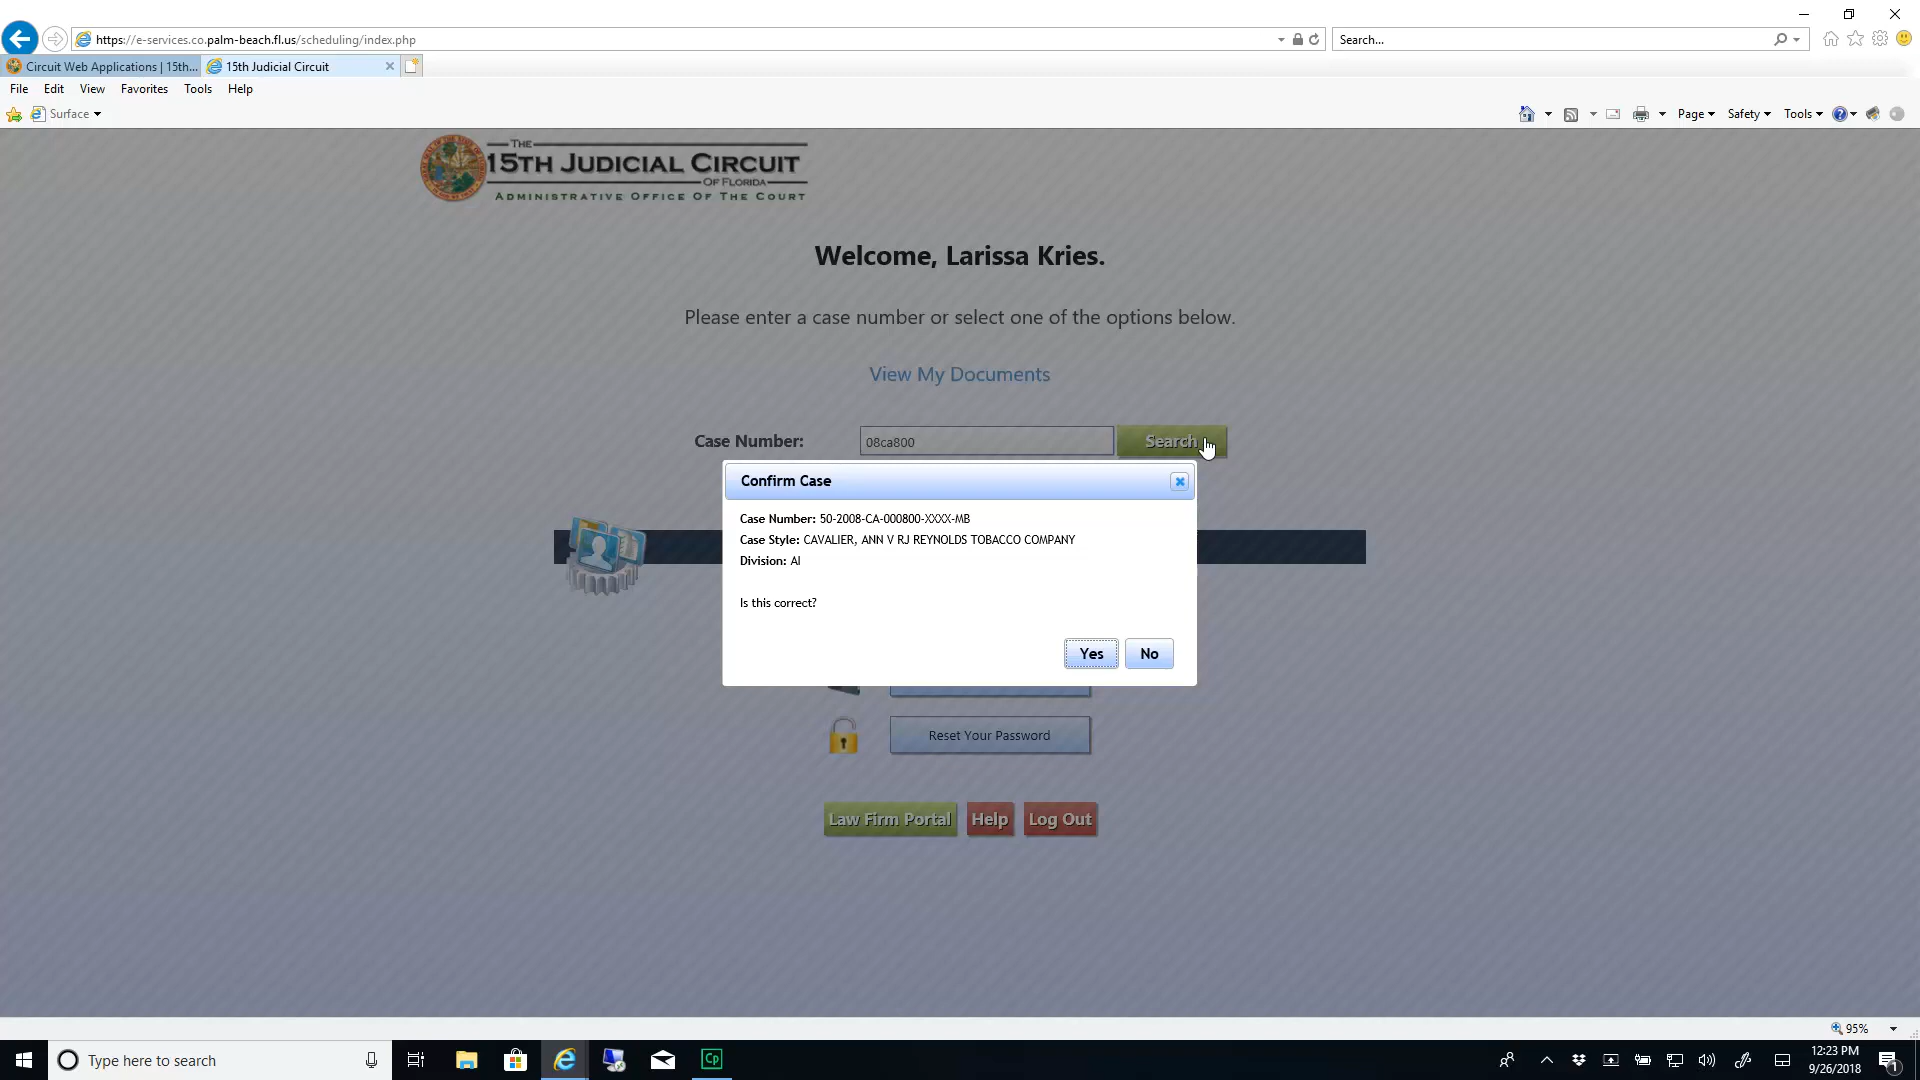 https://e-services.co.palm-beach.fl.us/scheduling/index.php
Search...
Circuit Web Applications | 15th...
15th Judicial Circuit
File Edit View Favorites Tools Help
Surface
Page Safety Tools
THE
15TH JUDICIAL CIRCUIT
OF FLORIDA
ADMINISTRATIVE OFFICE OF THE COURT
Welcome, Larissa Kries.
Please enter a case number or select one of the options below.
View My Documents
Case Number: 08ca800 Search
Confirm Case
Case Number: 50-2008-CA-000800-XXXX-MB
Case Style: CAVALIER, ANN V RJ REYNOLDS TOBACCO COMPANY
Division: AI
Is this correct?
Yes No
Reset Your Password
Law Firm Portal Help Log Out
95%
Type here to search
Cp
12:23 PM
9/26/2018
1